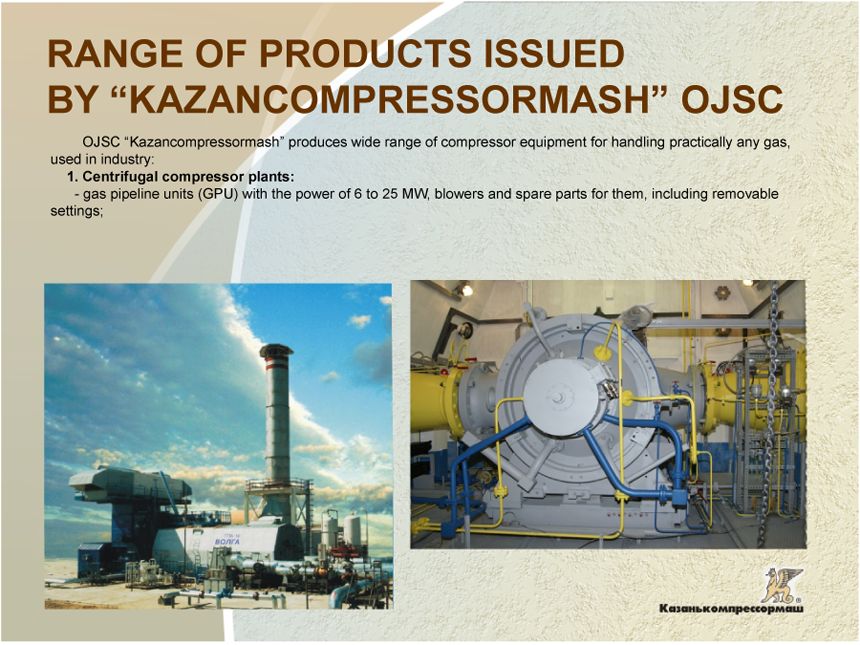 RANGE OF PRODUCTS ISSUED
BY “KAZANCOMPRESSORMASH” OJSC
OJSC “Kazancompressormash” produces wide range of compressor equipment for handling practically any gas,
used in industry:
1. Centrifugal compressor plants:
- gas pipeline units (GPU) with the power of 6 to 25 MW, blowers and spare parts for them, including removable
settings;
ВОЛГА
®
Казанькомпрессормаш